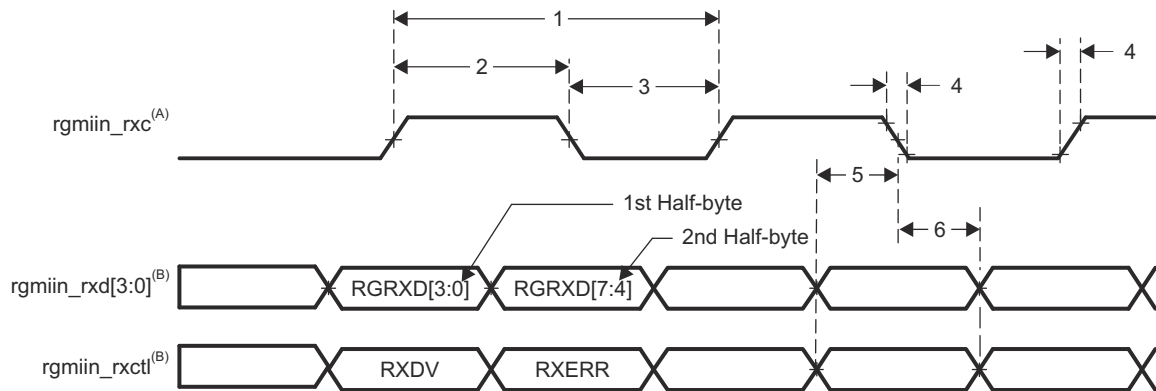 1
2
3
4
4
rgmiin_rxc(A)
5
1st Half-byte
6
2nd Half-byte
rgmiin_rxd[3:0](B)
RGRXD[3:0]
RGRXD[7:4]
rgmiin_rxctl(B)
RXDV
RXERR